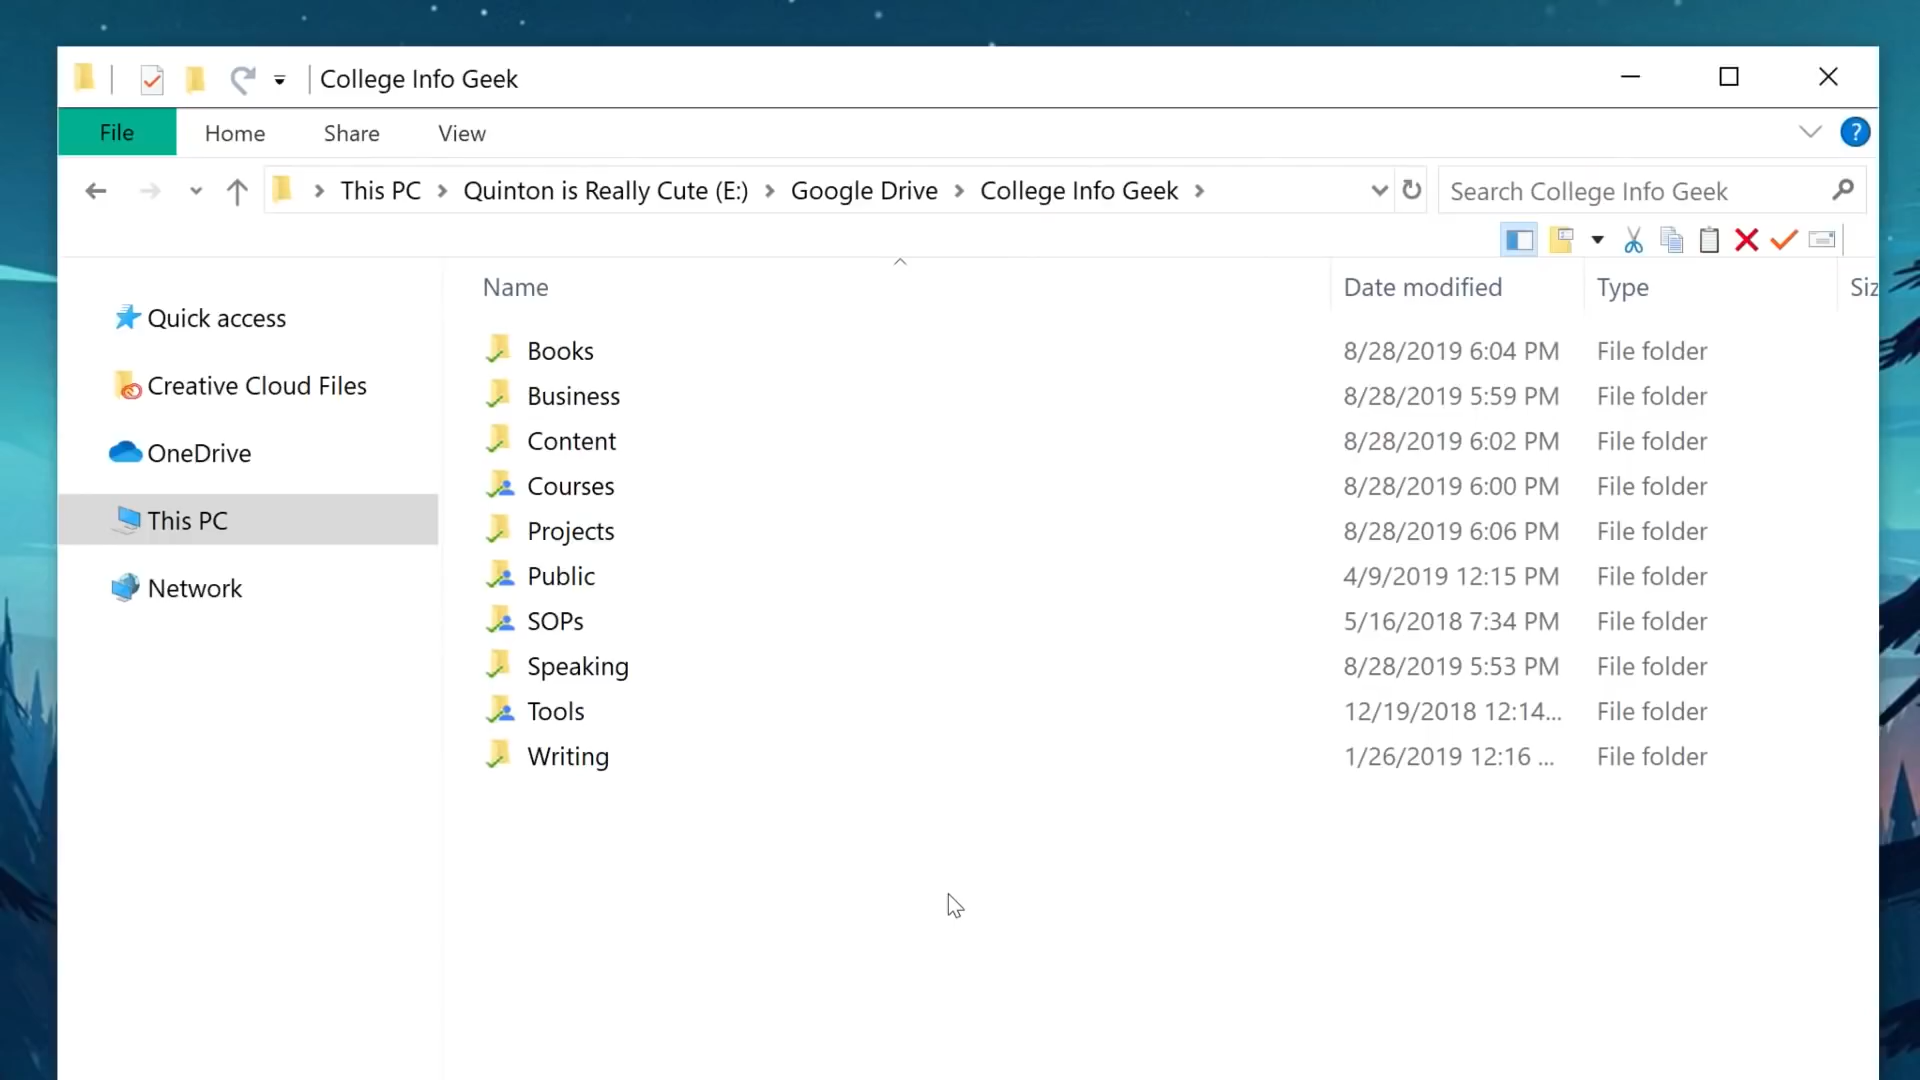 College Info Geek
File Home Share View
This PC Quinton is Really Cute (E:) Google Drive College Info Geek Search College Info Geek
Name Date modified Type Siz
Quick access
Creative Cloud Files
OneDrive
This PC
Network
Books 8/28/2019 6:04 PM File folder
Business 8/28/2019 5:59 PM File folder
Content 8/28/2019 6:02 PM File folder
Courses 8/28/2019 6:00 PM File folder
Projects 8/28/2019 6:06 PM File folder
Public 4/9/2019 12:15 PM File folder
SOPs 5/16/2018 7:34 PM File folder
Speaking 8/28/2019 5:53 PM File folder
Tools 12/19/2018 12:14... File folder
Writing 1/26/2019 12:16 ... File folder